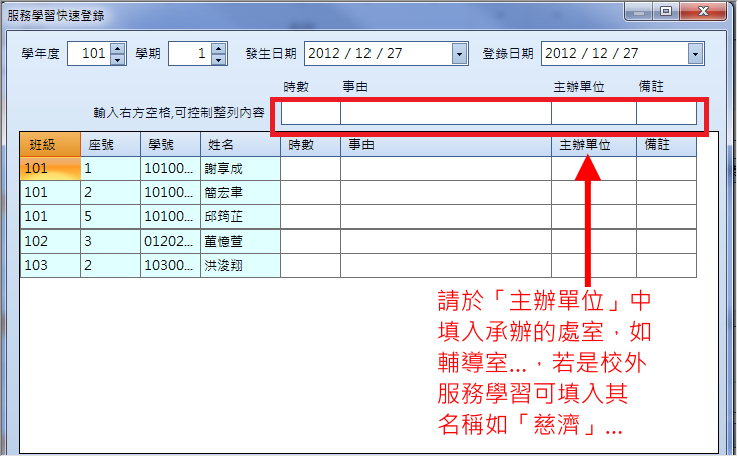 服務學習快速登錄
學年度 101 學期 1 發生日期 2012 / 12 / 27 登錄日期 2012 / 12 / 27
時數 事由 主辦單位 備註
輸入右方空格,可控制整列內容
班級 座號 學號 姓名 時數 事由 主辦單位 備註
101 1 10100... 謝享成
101 2 10100... 簡宏聿
101 5 10100... 邱筠芷
102 3 01202... 董憶萱
103 2 10300... 洪浚翔
請於「主辦單位」中
填入承辦的處室，如
輔導室...，若是校外
服務學習可填入其
名稱如「慈濟」...